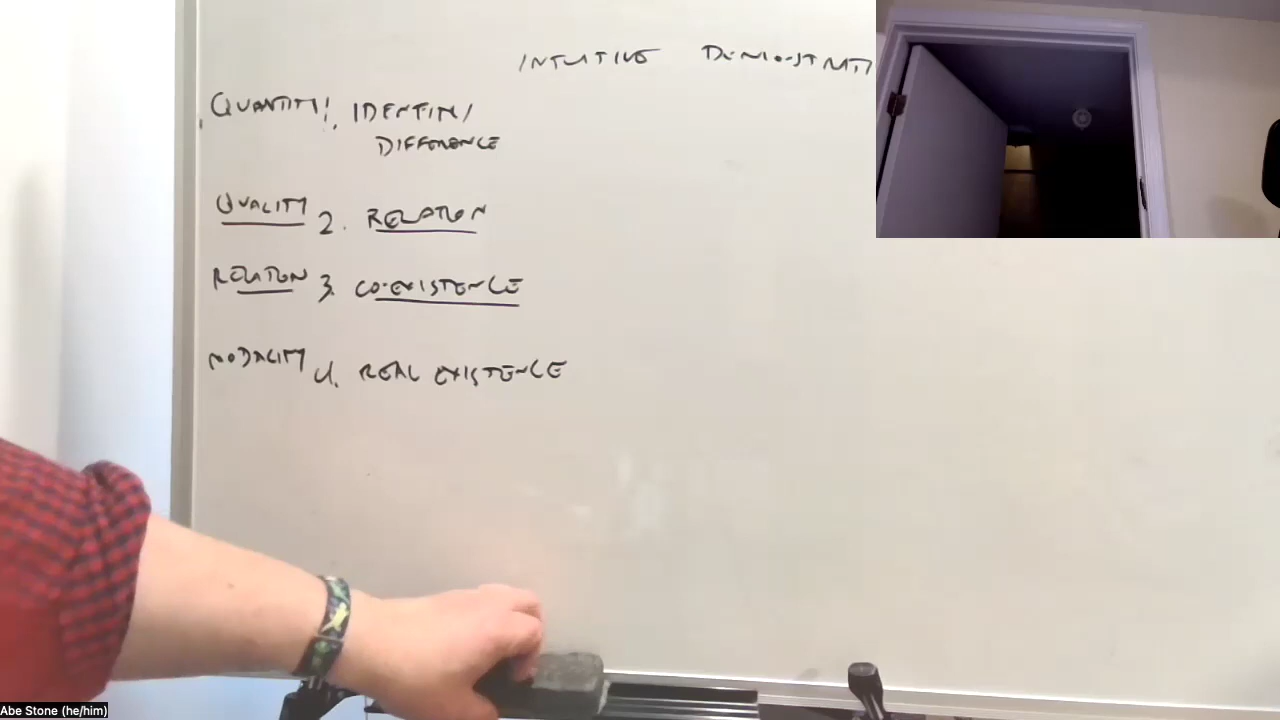 INTUITIVE DEMONSTRATI
QUANTITY 1. IDENTITY/
DIFFERENCE
QUALITY 2. RELATION
RELATION 3. CO-EXISTENCE
MODALITY 4. REAL EXISTENCE
Abe Stone (he/him)